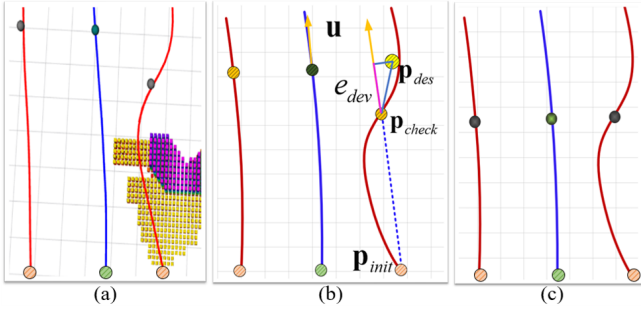 u
p_des
e_dev
p_check
p_init
(a)
(b)
(c)